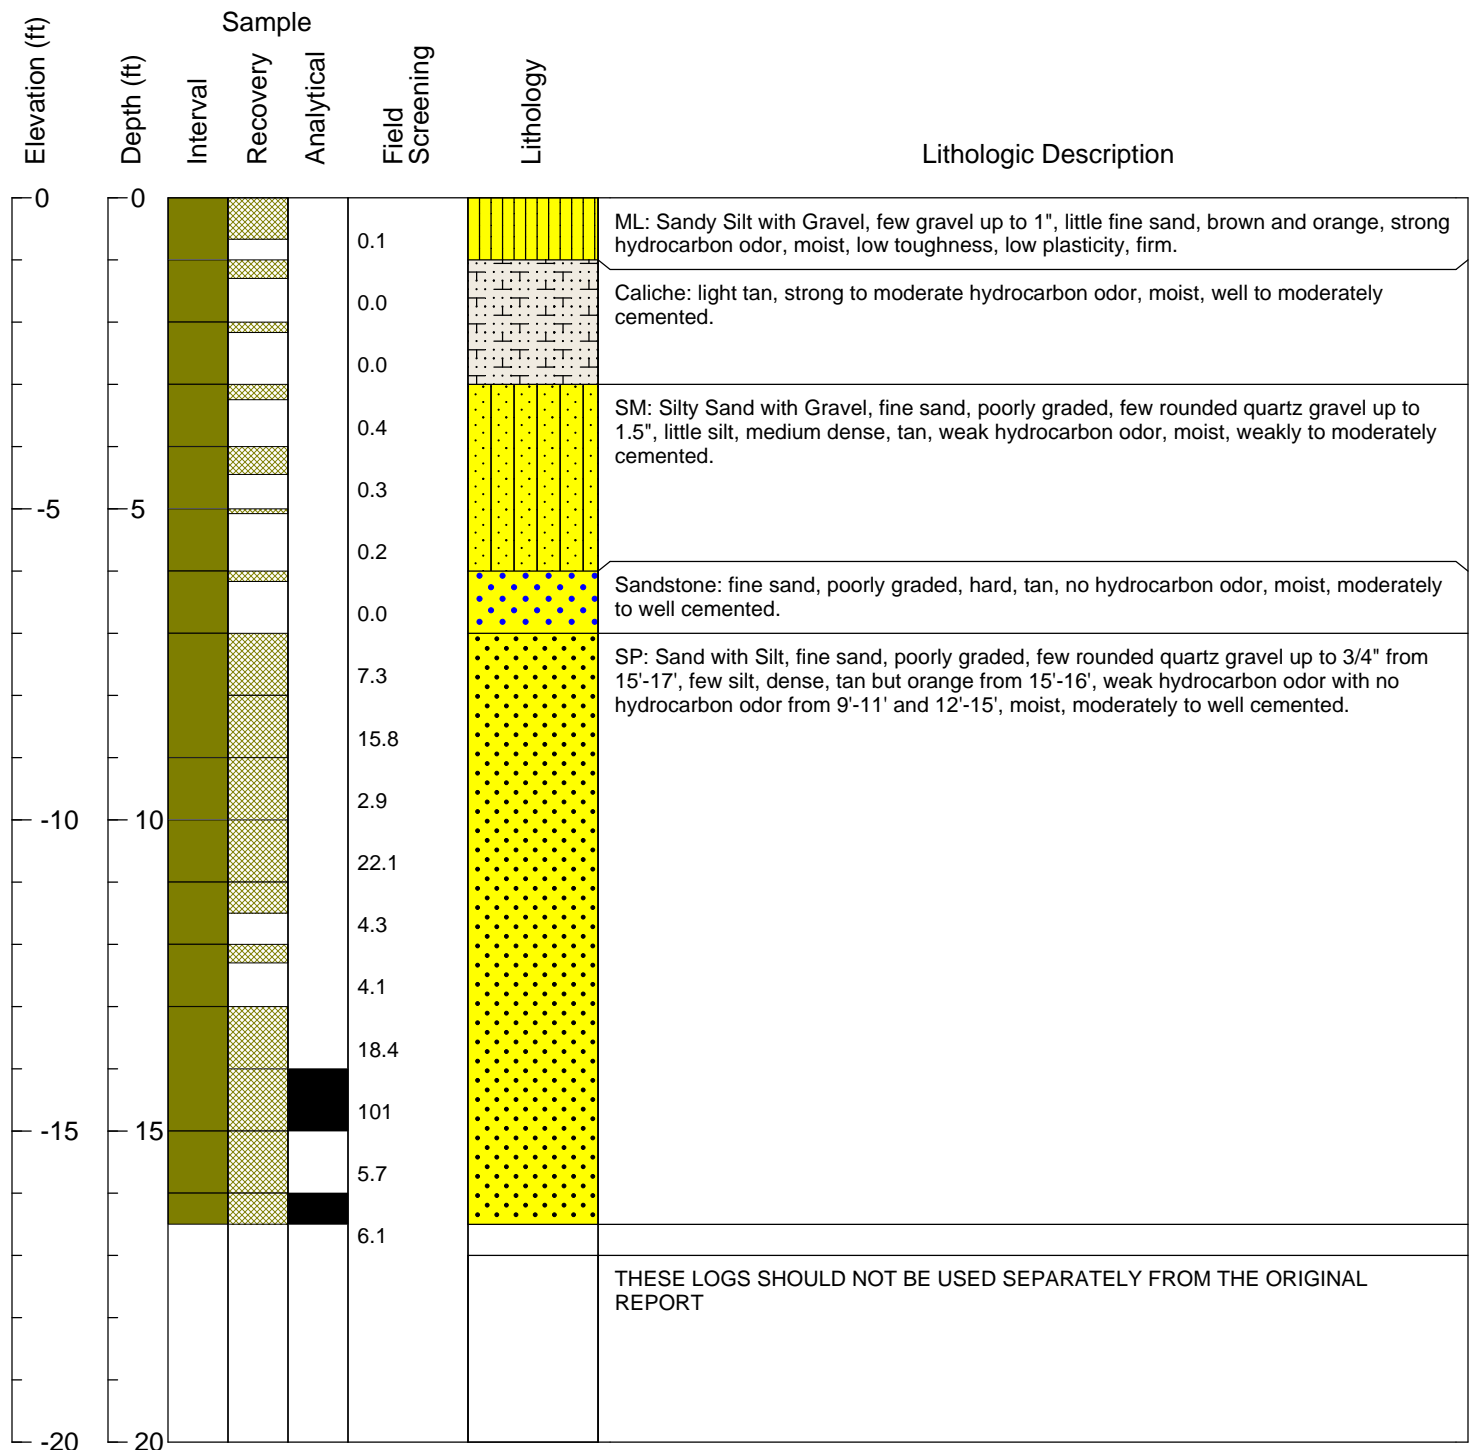 Sample
Elevation (ft)
Depth (ft)
Interval
Recovery
Analytical
Field
Screening
Lithology
Lithologic Description
0
0
ML: Sandy Silt with Gravel, few gravel up to 1", little fine sand, brown and orange, strong
hydrocarbon odor, moist, low toughness, low plasticity, firm.
0.1
Caliche: light tan, strong to moderate hydrocarbon odor, moist, well to moderately
cemented.
0.0
0.0
SM: Silty Sand with Gravel, fine sand, poorly graded, few rounded quartz gravel up to
1.5", little silt, medium dense, tan, weak hydrocarbon odor, moist, weakly to moderately
cemented.
0.4
0.3
-5
5
0.2
Sandstone: fine sand, poorly graded, hard, tan, no hydrocarbon odor, moist, moderately
to well cemented.
0.0
SP: Sand with Silt, fine sand, poorly graded, few rounded quartz gravel up to 3/4" from
15'-17', few silt, dense, tan but orange from 15'-16', weak hydrocarbon odor with no
hydrocarbon odor from 9'-11' and 12'-15', moist, moderately to well cemented.
7.3
15.8
2.9
-10
10
22.1
4.3
4.1
18.4
101
-15
15
5.7
6.1
THESE LOGS SHOULD NOT BE USED SEPARATELY FROM THE ORIGINAL
REPORT
-20
20